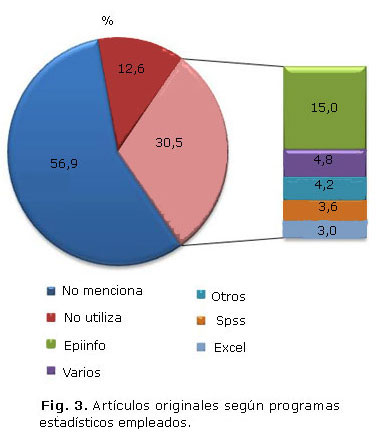 %
12,6
15,0
30,5
56,9
4,8
4,2
3,6
3,0
No menciona
Otros
No utiliza
Spss
Epiinfo
Excel
Varios
Fig. 3. Artículos originales según programas
estadísticos empleados.